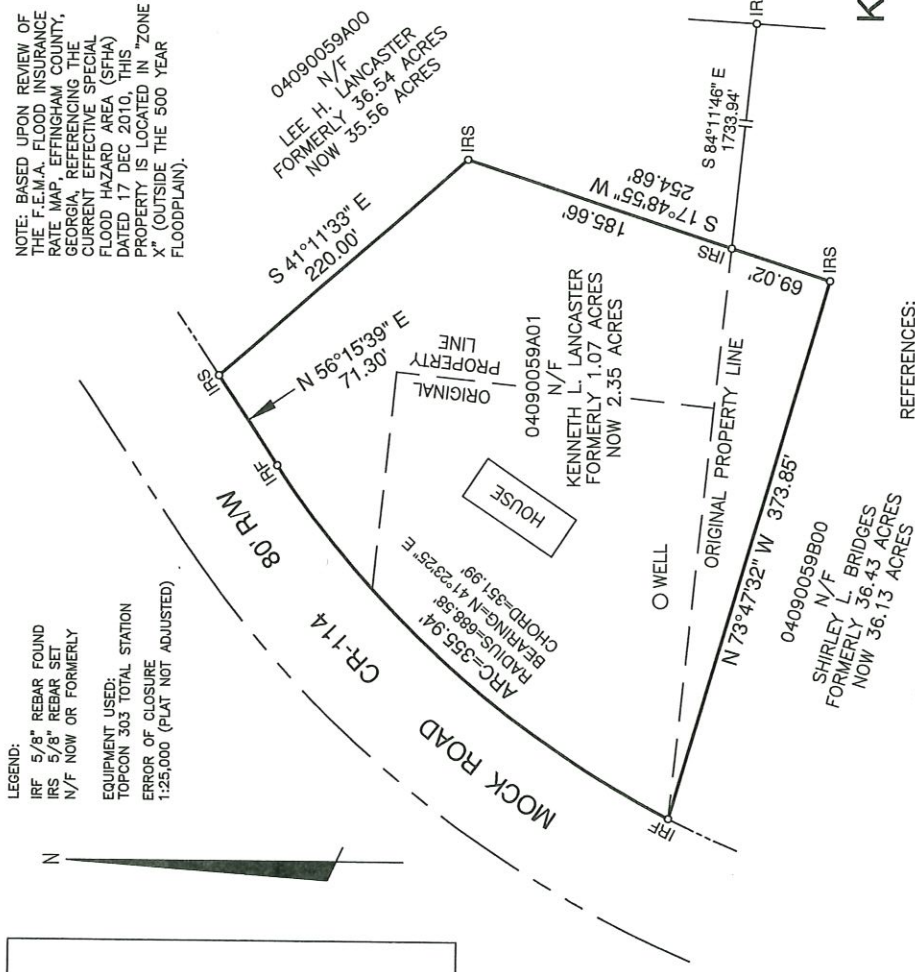 LEGEND:
IRF 5/8" REBAR FOUND
IRS 5/8" REBAR SET
N/F NOW OR FORMERLY
EQUIPMENT USED:
TOPCON 303 TOTAL STATION
ERROR OF CLOSURE
1:25,000 (PLAT NOT ADJUSTED)
N
NOTE: BASED UPON REVIEW OF
THE F.E.M.A. FLOOD INSURANCE
RATE MAP, EFFINGHAM COUNTY,
GEORGIA, REFERENCING THE
CURRENT EFFECTIVE SPECIAL
FLOOD HAZARD AREA (SFHA)
DATED 17 DEC 2010, THIS
PROPERTY IS LOCATED IN "ZONE
X" (OUTSIDE THE 500 YEAR
FLOODPLAIN).
04090059A00
N/F
LEE H. LANCASTER
FORMERLY 36.54 ACRES
NOW 35.56 ACRES
IRS
S 41°11'33" E
220.00'
N 56°15'39" E
71.30'
IRF
80' R/W
CR-114
MOCK ROAD
ARC=355.94'
RADIUS=688.58'
BEARING=N 41°23'25" E
CHORD=351.99'
ORIGINAL
PROPERTY
LINE
IRS
185.66'
S 17°48'55" W
254.68'
IRS
S 84°11'46" E
1733.94'
IRS
69.02'
IRS
04090059A01
N/F
KENNETH L. LANCASTER
FORMERLY 1.07 ACRES
NOW 2.35 ACRES
HOUSE
WELL
ORIGINAL PROPERTY LINE
IRF
N 73°47'32" W 373.85'
04090059B00
N/F
SHIRLEY L. BRIDGES
FORMERLY 36.43 ACRES
NOW 36.13 ACRES
REFERENCES:
K